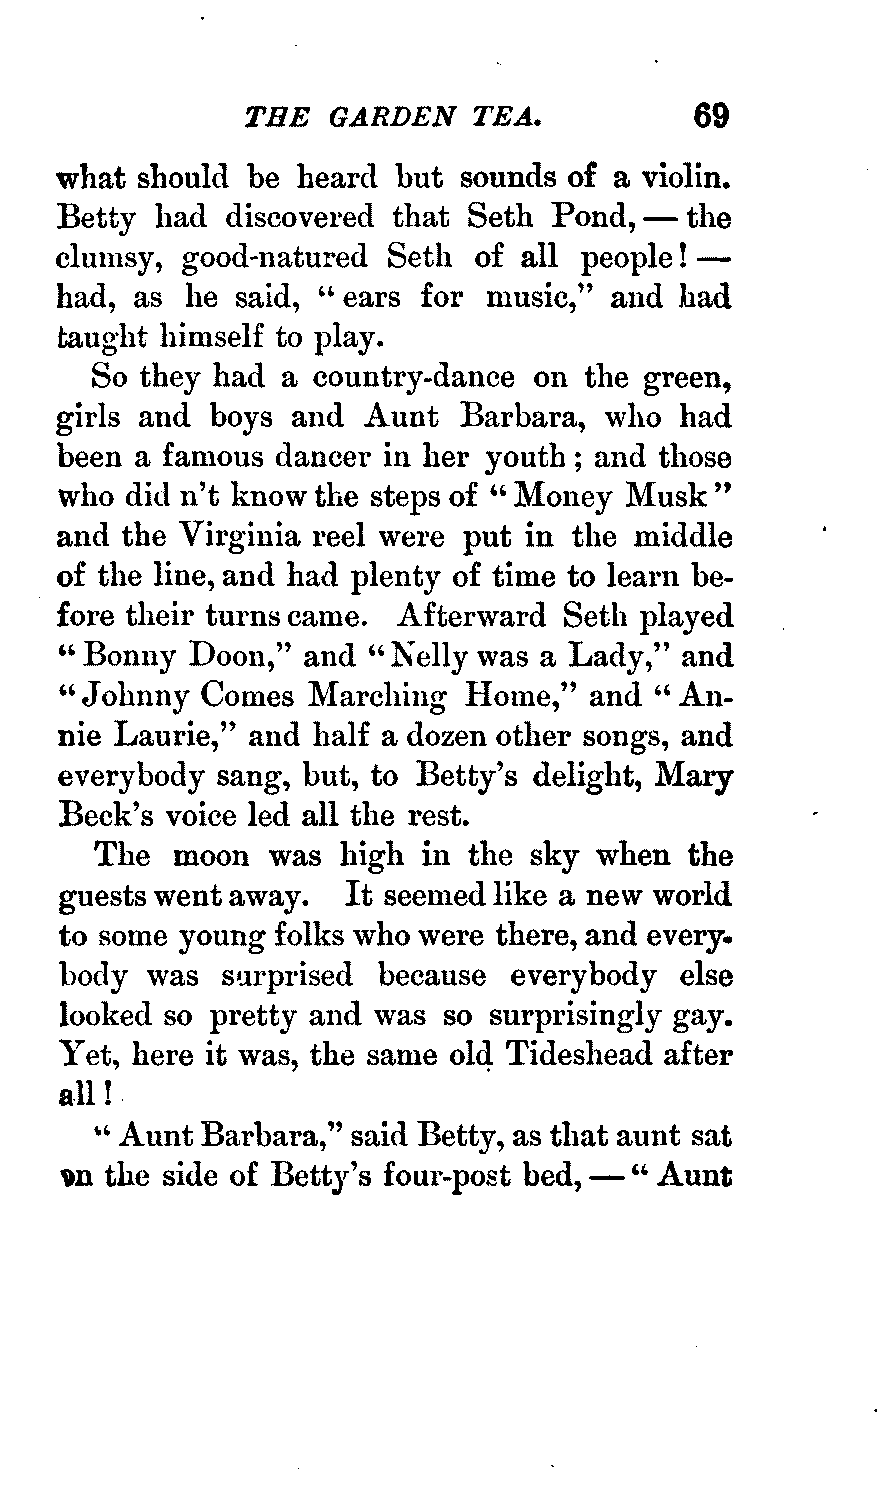 THE GARDEN TEA. 69
what should be heard but sounds of a violin.
Betty had discovered that Seth Pond, — the
clumsy, good-natured Seth of all people! —
had, as he said, “ ears for music,” and had
taught himself to play.
So they had a country-dance on the green,
girls and boys and Aunt Barbara, who had
been a famous dancer in her youth ; and those
who did n't know the steps of “ Money Musk ”
and the Virginia reel were put in the middle
of the line, and had plenty of time to learn be-
fore their turns came. Afterward Seth played
“ Bonny Doon,” and “ Nelly was a Lady,” and
“ Johnny Comes Marching Home,” and “ An-
nie Laurie,” and half a dozen other songs, and
everybody sang, but, to Betty's delight, Mary
Beck's voice led all the rest.
The moon was high in the sky when the
guests went away. It seemed like a new world
to some young folks who were there, and every-
body was surprised because everybody else
looked so pretty and was so surprisingly gay.
Yet, here it was, the same old Tideshead after
all !
“ Aunt Barbara,” said Betty, as that aunt sat
on the side of Betty's four-post bed, — “ Aunt